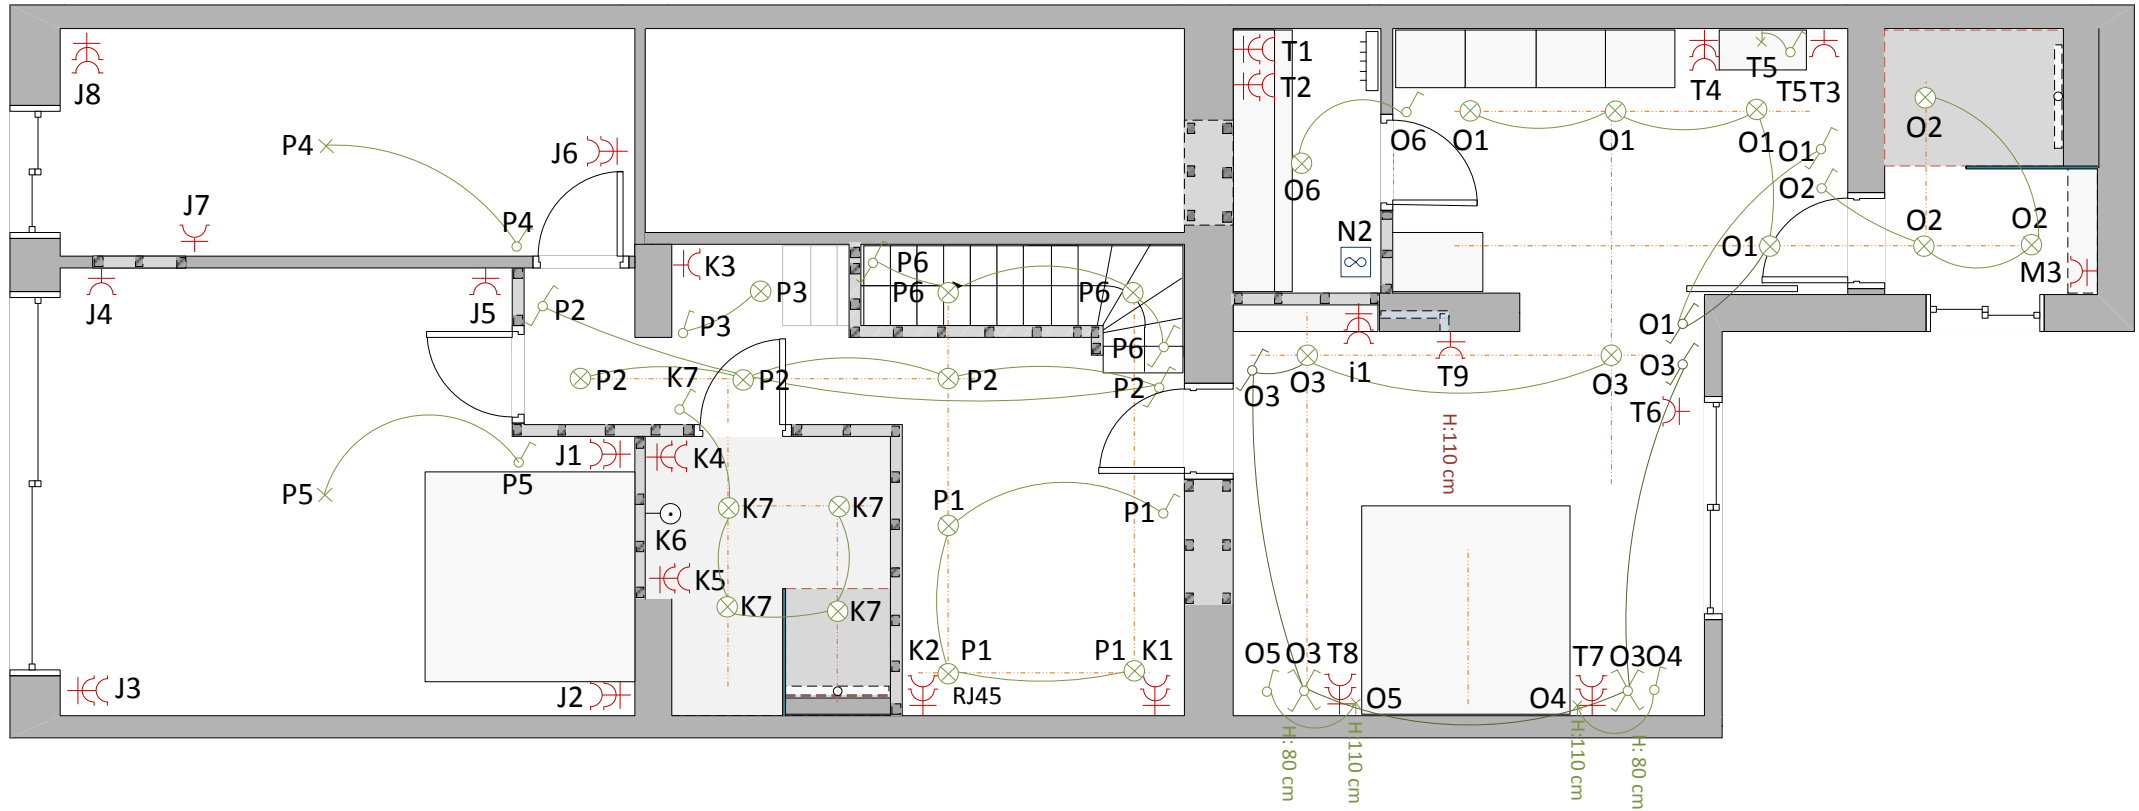 T1
T2
J8
T5
T4
T5
T3
P4
J6
O6
O1
O1
O1
O1
O2
O6
O2
J7
P4
N2
O1
O2
O2
K3
P6
M3
J4
J5
P2
P3
P6
P6
P3
O1
P6
i1
T9
O3
O3
O3
O3
P2
K7
P2
P2
P2
T6
H:110 cm
J1
K4
P5
P5
K7
K7
P1
P1
K6
K5
K7
K7
K2
P1
P1
K1
O5
O3
T8
T7
O3
O4
J3
J2
RJ45
O5
O4
H: 80 cm
H:110 cm
H:110 cm
H: 80 cm